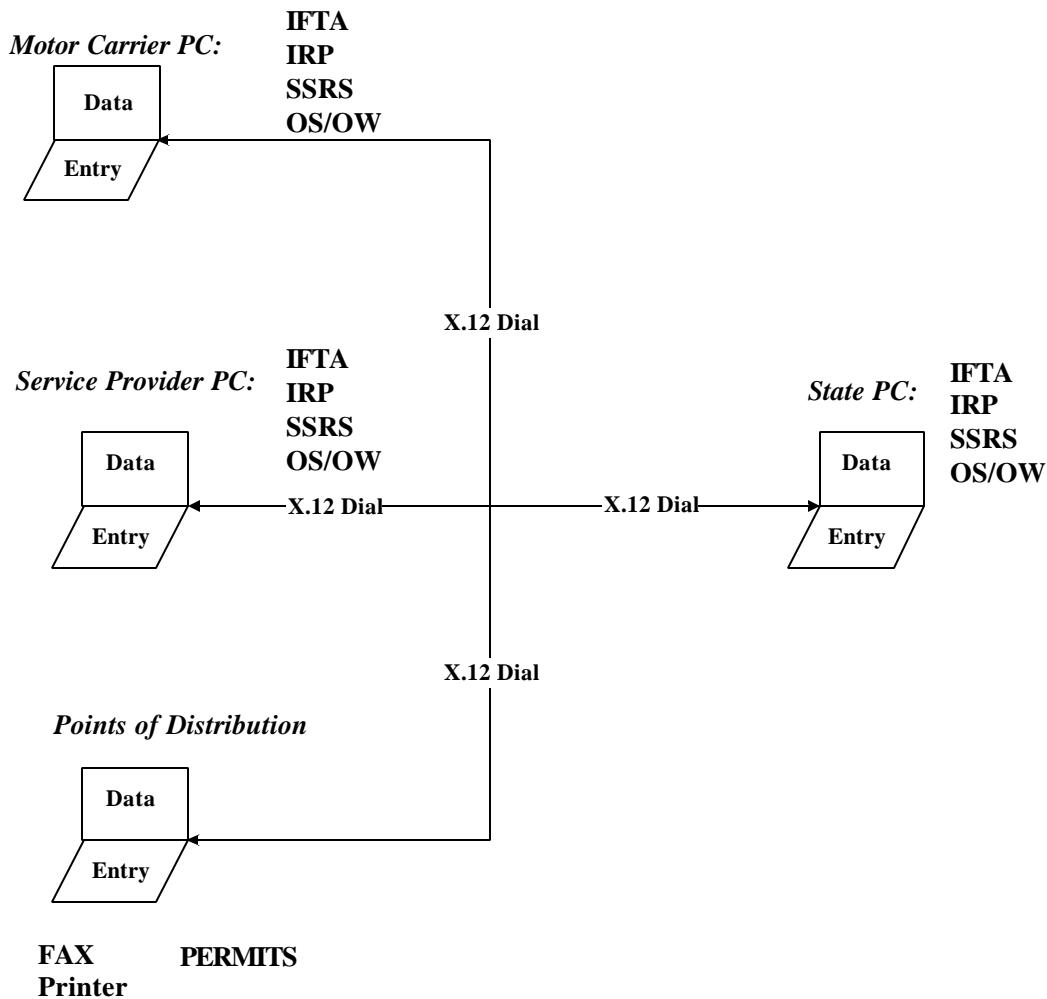 Motor Carrier PC:
IFTA
IRP
SSRS
OS/OW
Data
Entry
X.12 Dial
Service Provider PC:
IFTA
IRP
SSRS
OS/OW
Data
Entry
X.12 Dial
X.12 Dial
State PC:
IFTA
IRP
SSRS
OS/OW
Data
Entry
X.12 Dial
Points of Distribution
Data
Entry
FAX PERMITS
Printer